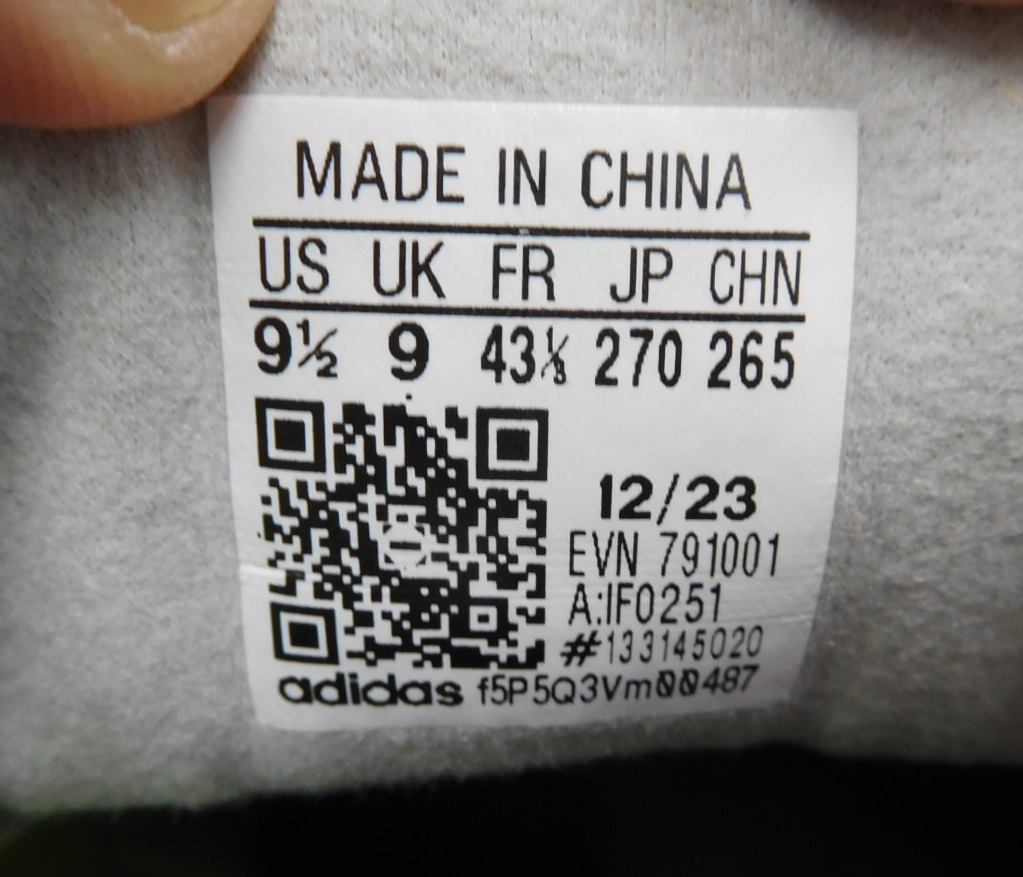 MADE IN CHINA
US UK FR JP CHN
9½ 9 43⅓ 270 265
12/23
EVN 791001
A:IF0251
#133145020
adidas f5P5Q3Vm00487